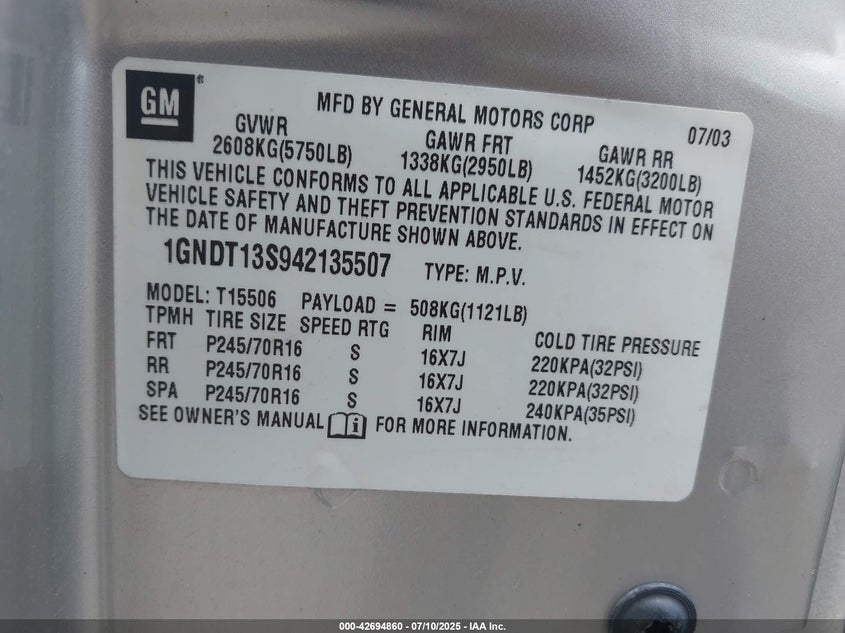 GM ®
MFD BY GENERAL MOTORS CORP 07/03
GVWR GAWR FRT GAWR RR
2608KG(5750LB) 1338KG(2950LB) 1452KG(3200LB)
THIS VEHICLE CONFORMS TO ALL APPLICABLE U.S. FEDERAL MOTOR
VEHICLE SAFETY AND THEFT PREVENTION STANDARDS IN EFFECT ON
THE DATE OF MANUFACTURE SHOWN ABOVE.
1GNDT13S942135507 TYPE: M.P.V.
MODEL: T15506 PAYLOAD = 508KG(1121LB)
TPMH TIRE SIZE SPEED RTG RIM COLD TIRE PRESSURE
FRT P245/70R16 S 16X7J 220KPA(32PSI)
RR P245/70R16 S 16X7J 220KPA(32PSI)
SPA P245/70R16 S 16X7J 240KPA(35PSI)
SEE OWNER'S MANUAL i FOR MORE INFORMATION.
000-42694860 / 07/10/2025 - IAA Inc.